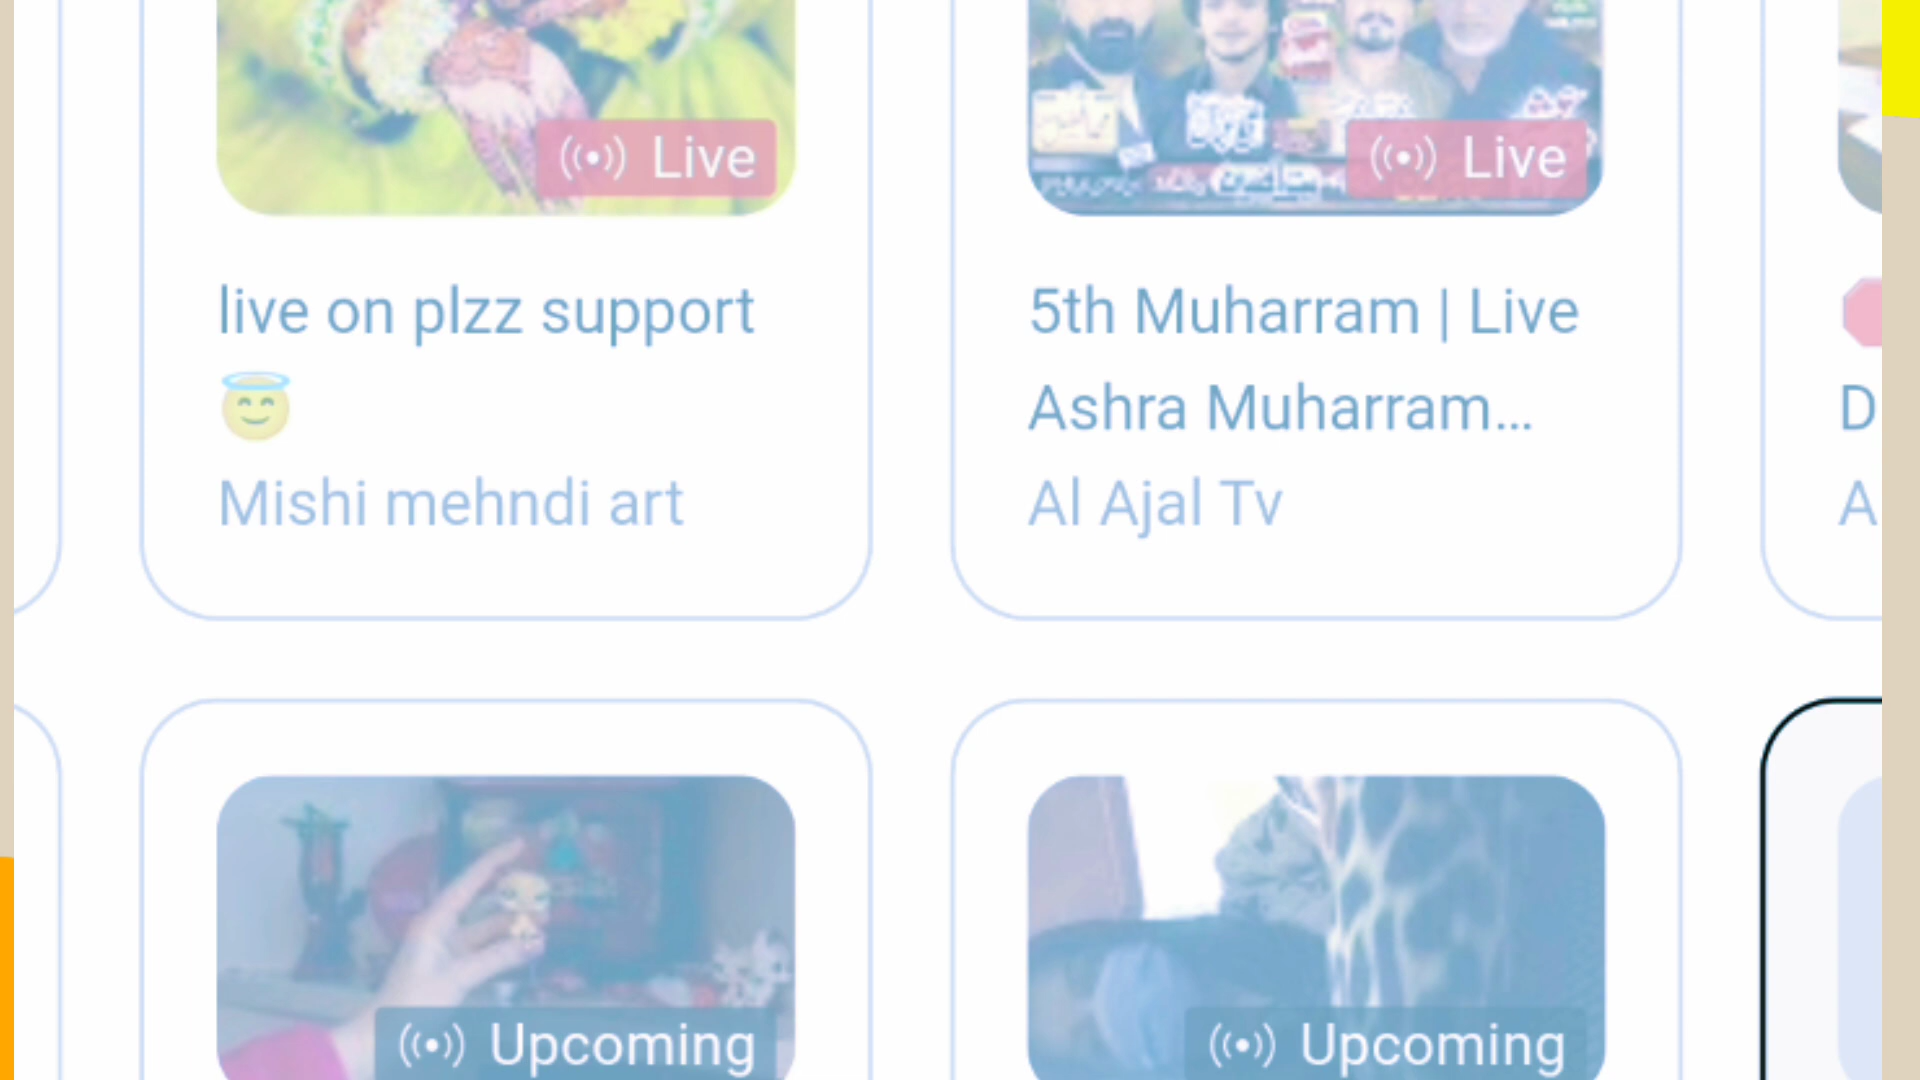 Live
Live
live on plzz support
😇
Mishi mehndi art
5th Muharram | Live
Ashra Muharram...
Al Ajal Tv
D
A
Upcoming
Upcoming